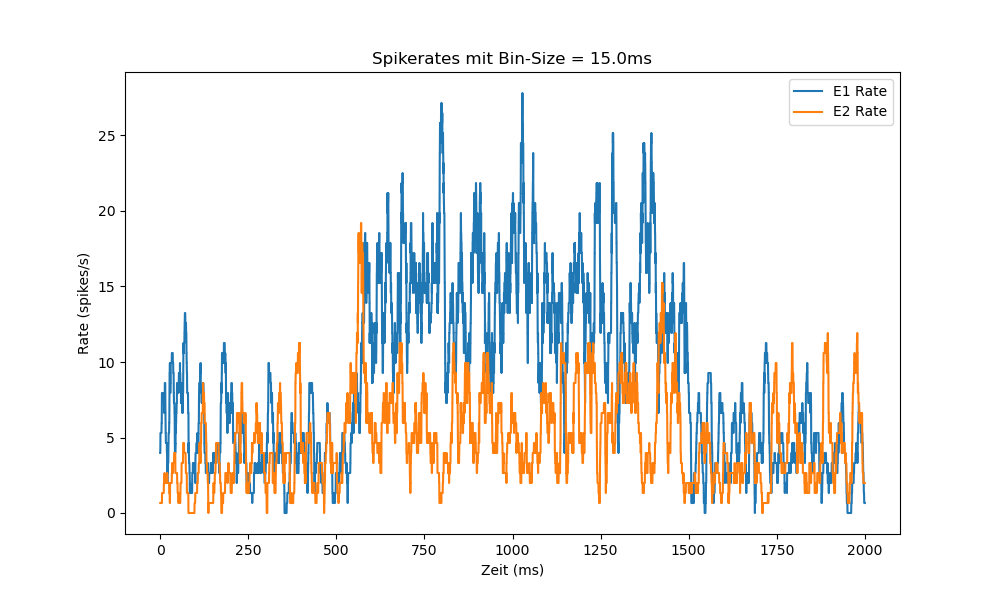 Spikerates mit Bin-Size = 15.0ms
E1 Rate
E2 Rate
Rate (spikes/s)
25
20
15
10
5
0
0 250 500 750 1000 1250 1500 1750 2000
Zeit (ms)